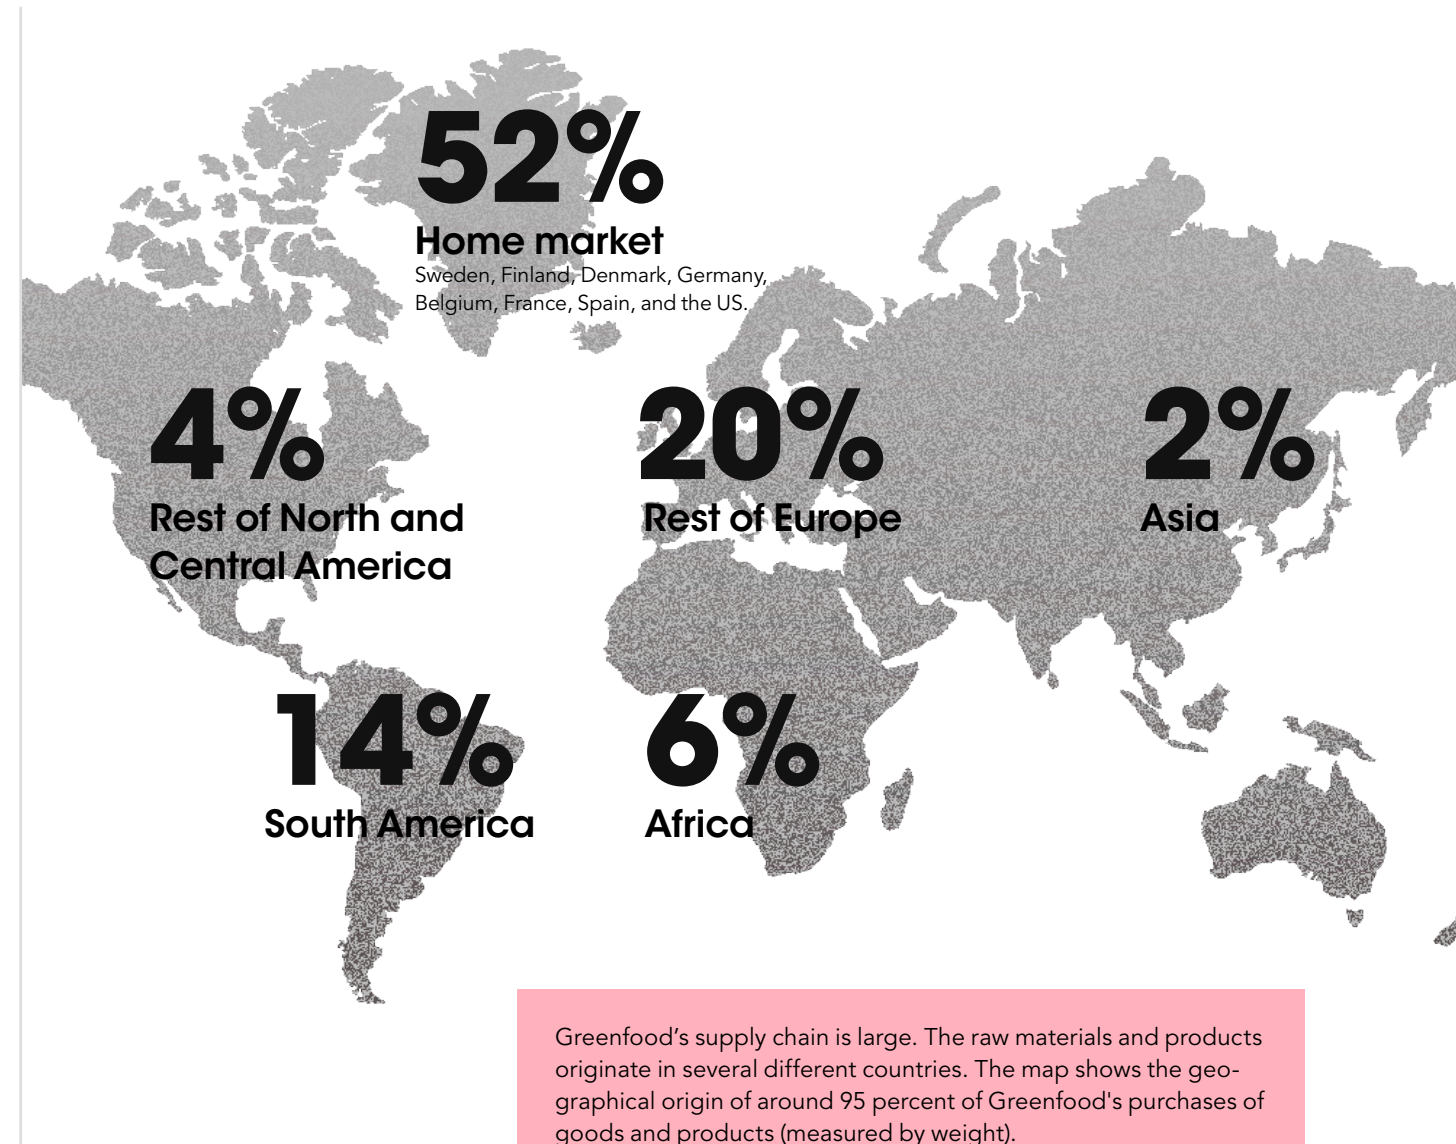 52%
Home market
Sweden, Finland, Denmark, Germany,
Belgium, France, Spain, and the US.
4%
Rest of North and
Central America
20%
Rest of Europe
2%
Asia
14%
South America
6%
Africa
Greenfood’s supply chain is large. The raw materials and products
originate in several different countries. The map shows the geo-
graphical origin of around 95 percent of Greenfood's purchases of
goods and products (measured by weight).